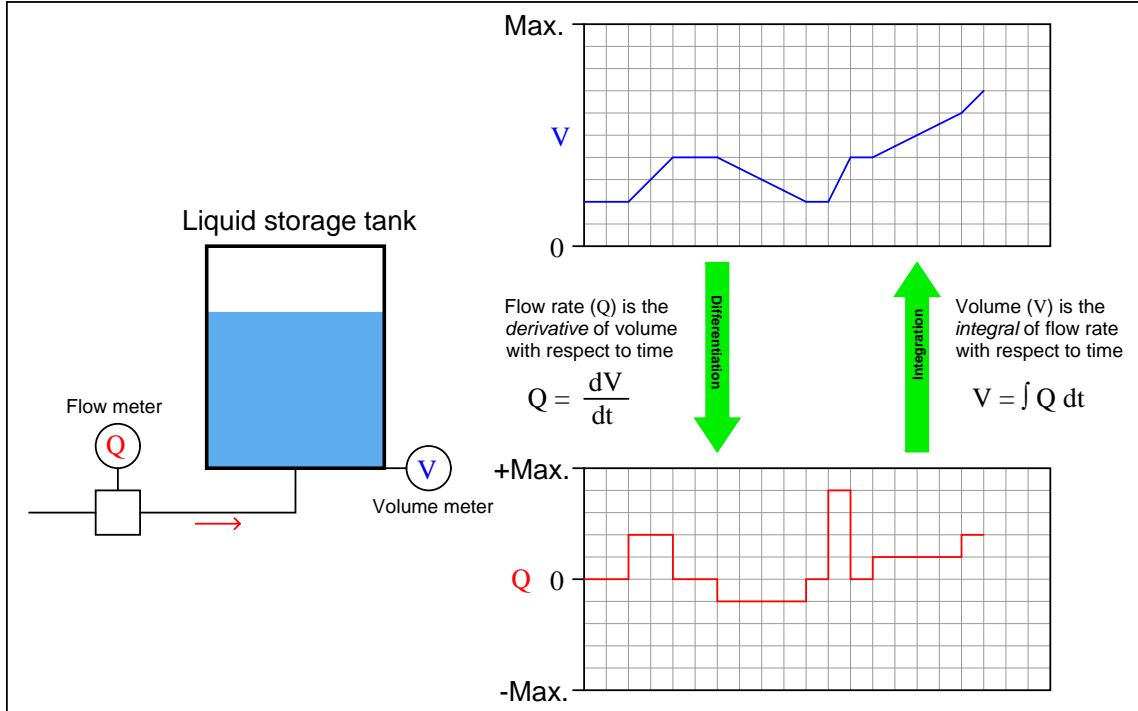 Max.
V
0
Liquid storage tank
Flow meter
Q
V
Volume meter
Flow rate (Q) is the
derivative of volume
with respect to time
Q = dV
dt
Differentiation
Integration
Volume (V) is the
integral of flow rate
with respect to time
V = ∫ Q dt
+Max.
Q 0
-Max.